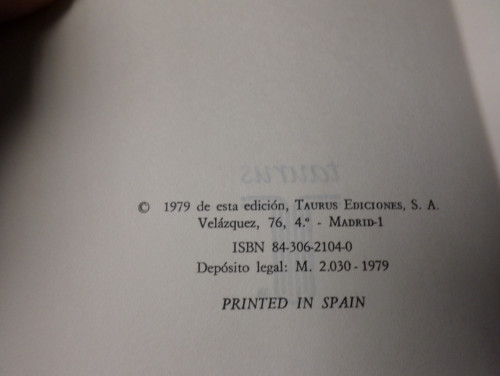 taurus
© 1979 de esta edición, TAURUS EDICIONES, S. A.
Velázquez, 76, 4.º - MADRID-1
ISBN 84-306-2104-0
Depósito legal: M. 2.030 - 1979
PRINTED IN SPAIN